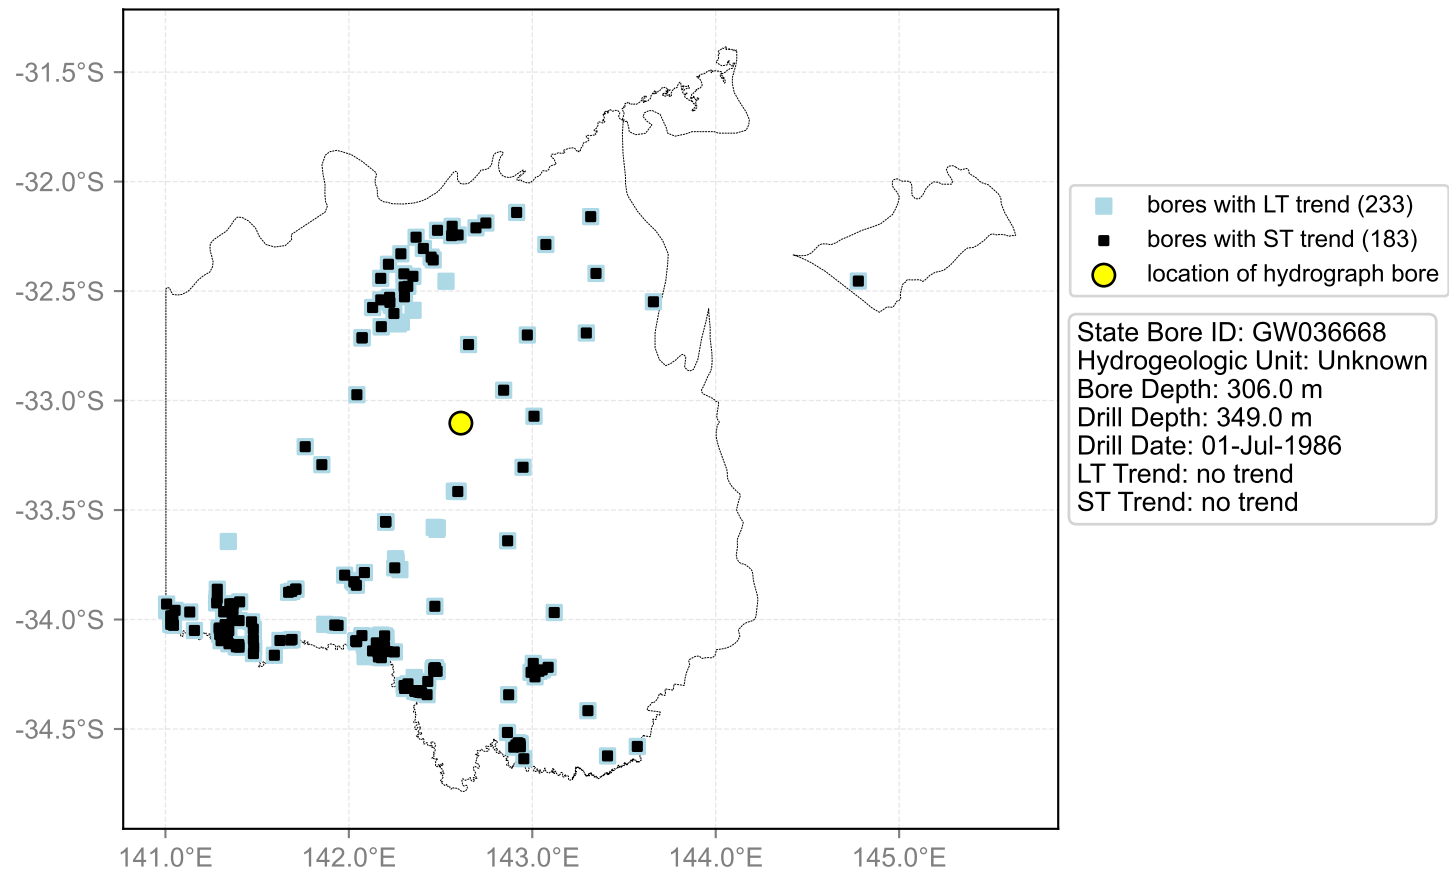 -31.5°S
-32.0°S
-32.5°S
-33.0°S
-33.5°S
-34.0°S
-34.5°S
141.0°E
142.0°E
143.0°E
144.0°E
145.0°E
bores with LT trend (233)
bores with ST trend (183)
location of hydrograph bore
State Bore ID: GW036668
Hydrogeologic Unit: Unknown
Bore Depth: 306.0 m
Drill Depth: 349.0 m
Drill Date: 01-Jul-1986
LT Trend: no trend
ST Trend: no trend